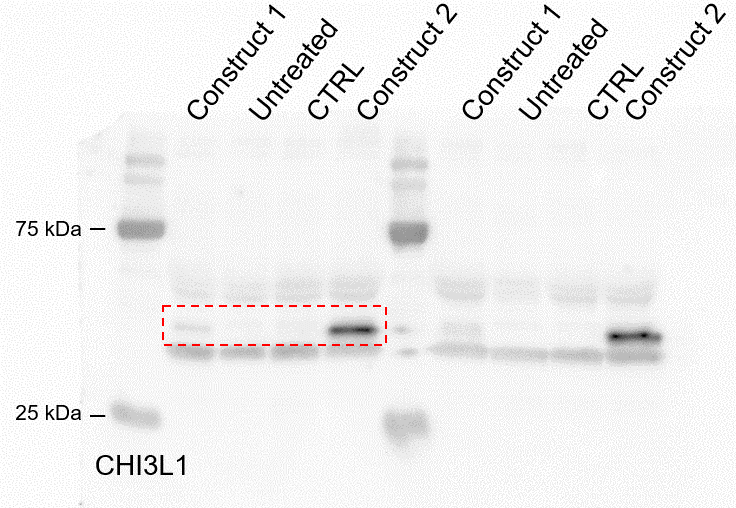 Construct 1
Untreated
CTRL
Construct 2
Construct 1
Untreated
CTRL
Construct 2
75 kDa
25 kDa
CHI3L1